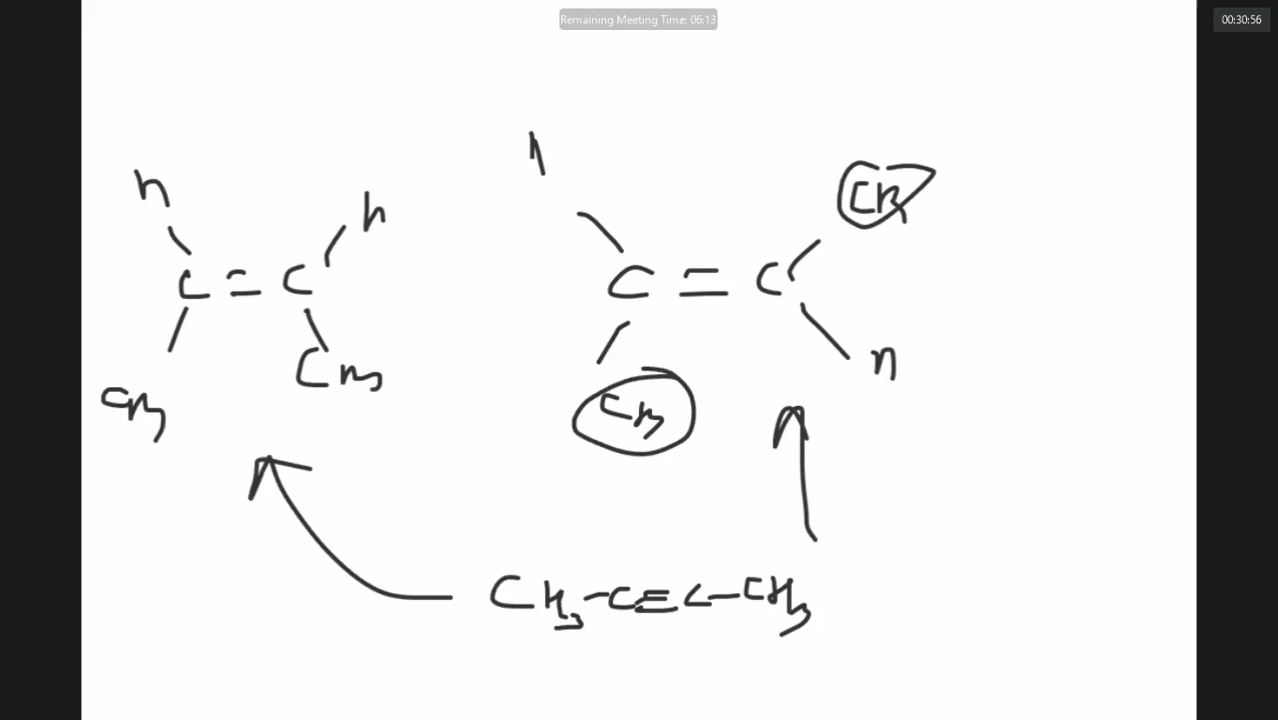 Remaining Meeting Time: 06:13
00:30:56
h
h
h
CH3
C = C
C = C
CH3
h
CH3
CH3
CH3-C≡C-CH3